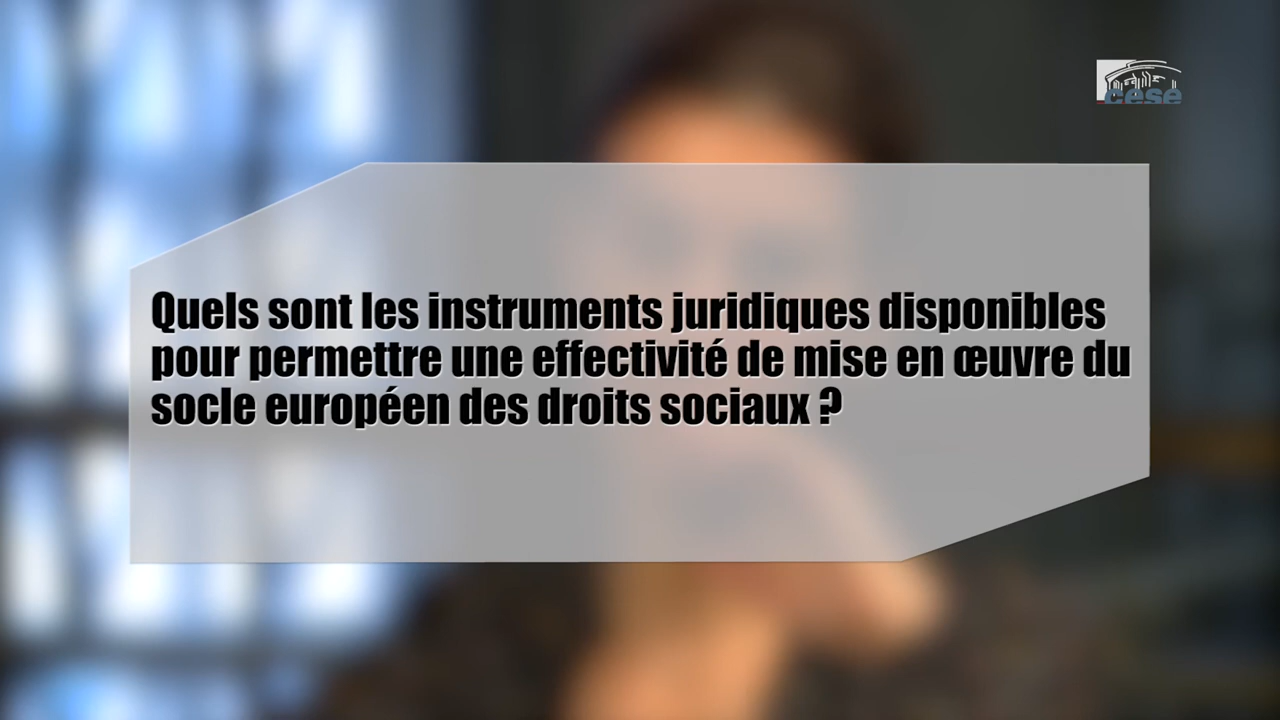 cese
Quels sont les instruments juridiques disponibles
pour permettre une effectivité de mise en œuvre du
socle européen des droits sociaux ?